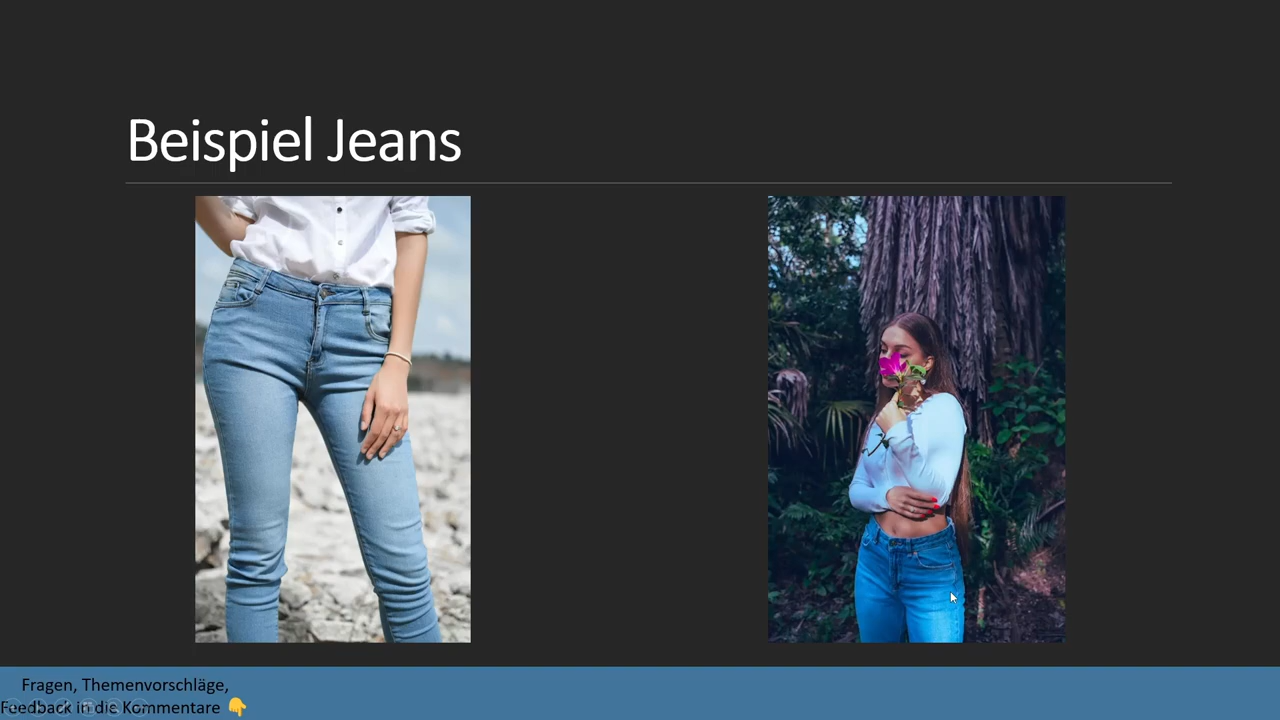 Beispiel Jeans
Fragen, Themenvorschläge,
Feedback in die Kommentare 👇